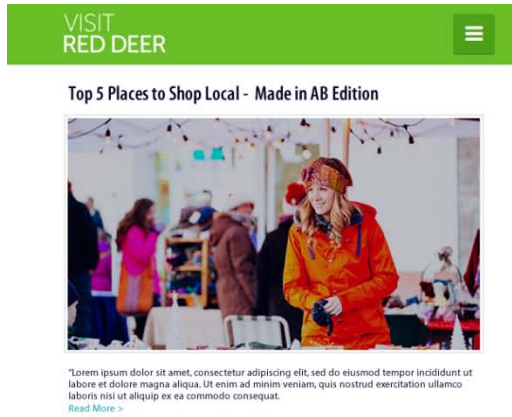 VISIT
RED DEER
Top 5 Places to Shop Local - Made in AB Edition
"Lorem ipsum dolor sit amet, consectetur adipiscing elit, sed do eiusmod tempor incididunt ut
labore et dolore magna aliqua. Ut enim ad minim veniam, quis nostrud exercitation ullamco
laboris nisi ut aliquip ex ea commodo consequat.
Read More >